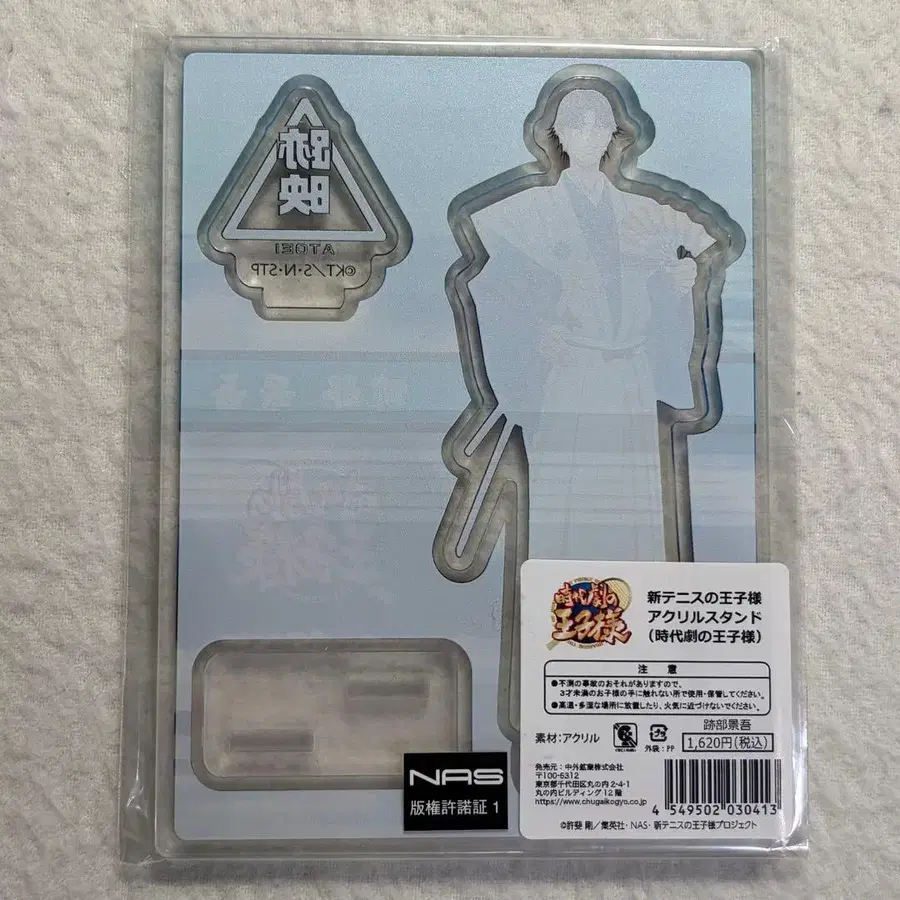 跡
映
ATOEI
©KT/S・N・STP
時代劇の
王子様
新テニスの王子様
アクリルスタンド
(時代劇の王子様)
注 意
●不測の事故のおそれがありますので、
3才未満のお子様の手に触れない所で使用・保管してください。
●高温・多湿な場所に放置したり、火気に近づけないでください。
跡部景吾
素材:アクリル
外袋:PP
1,620円(税込)
発売元:中外鉱業株式会社
〒100-6312
東京都千代田区丸の内2-4-1
丸の内ビルディング12階
https://www.chugaikogyo.co.jp
4 549502 030413
©許斐 剛/集英社・NAS・新テニスの王子様プロジェクト
NAS
版権許諾証 1